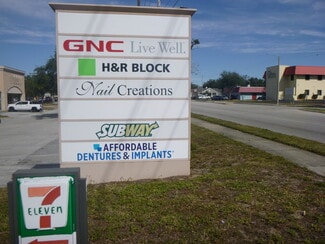 GNC Live Well.
H&R BLOCK
Nail Creations
SUBWAY
AFFORDABLE
DENTURES & IMPLANTS
7
ELEVEN